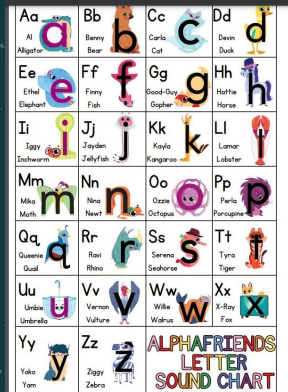 Aa Bb Cc Dd
Al Benny Carla Devin
Alligator Bear Cat Duck
a b c d
Ee Ff Gg Hh
Ethel Finny Good-Guy Hattie
Elephant Fish Gopher Horse
e f g h
Ii Jj Kk Ll
Iggy Jayden Kayla Lamar
Inchworm Jellyfish Kangaroo Lobster
i j k l
Mm Nn Oo Pp
Mika Nina Ozzie Perla
Moth Newt Octopus Porcupine
m n o p
Qq Rr Ss Tt
Queenie Ravi Serena Tyra
Quail Rhino Seahorse Tiger
q r s t
Uu Vv Ww Xx
Umbie Vernon Willie X-Ray
Umbrella Vulture Walrus Fox
u v w x
Yy Zz
Yoko Ziggy
Yam Zebra
y z
ALPHAFRIENDS
LETTER
SOUND CHART